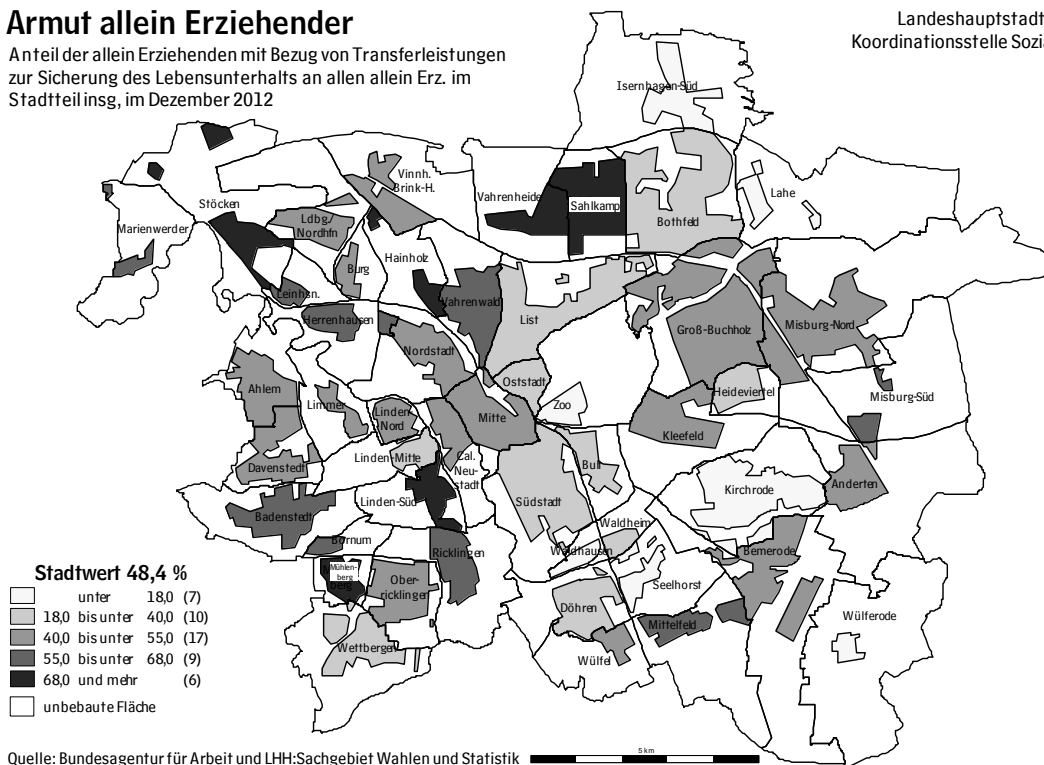 Armut allein Erziehender
Anteil der allein Erziehenden mit Bezug von Transferleistungen
zur Sicherung des Lebensunterhalts an allen allein Erz. im
Stadtteil insg, im Dezember 2012
Landeshauptstadt
Koordinationsstelle Sozia
Isernhagen-Süd
Vinnh.
Brink-H.
Vahrenheide
Sahlkamp
Lahe
Stöcken
Ldbg./
Nordhfn
Bothfeld
Marienwerder
Hainholz
Burg
Leinhsn.
Vahrenwald
Herrenhausen
List
Groß-Buchholz
Misburg-Nord
Nordstadt
Oststadt
Ahlem
Limmer
Heideviertel
Misburg-Süd
Linden-
Nord
Mitte
Zoo
Kleefeld
Linden-Mitte
Cal.
Neu-
stadt
Davenstedt
Bult
Kirchrode
Anderten
Linden-Süd
Südstadt
Badenstedt
Waldheim
Bornum
Ricklingen
Waldhausen
Bemerode
Mühlen-
berg
Ober-
ricklingen
Seelhorst
Döhren
Mittelfeld
Wülferode
Wettbergen
Wülfel
Stadtwert 48,4 %
unter 18,0 (7)
18,0 bis unter 40,0 (10)
40,0 bis unter 55,0 (17)
55,0 bis unter 68,0 (9)
68,0 und mehr (6)
unbebaute Fläche
5 km
Quelle: Bundesagentur für Arbeit und LHH:Sachgebiet Wahlen und Statistik